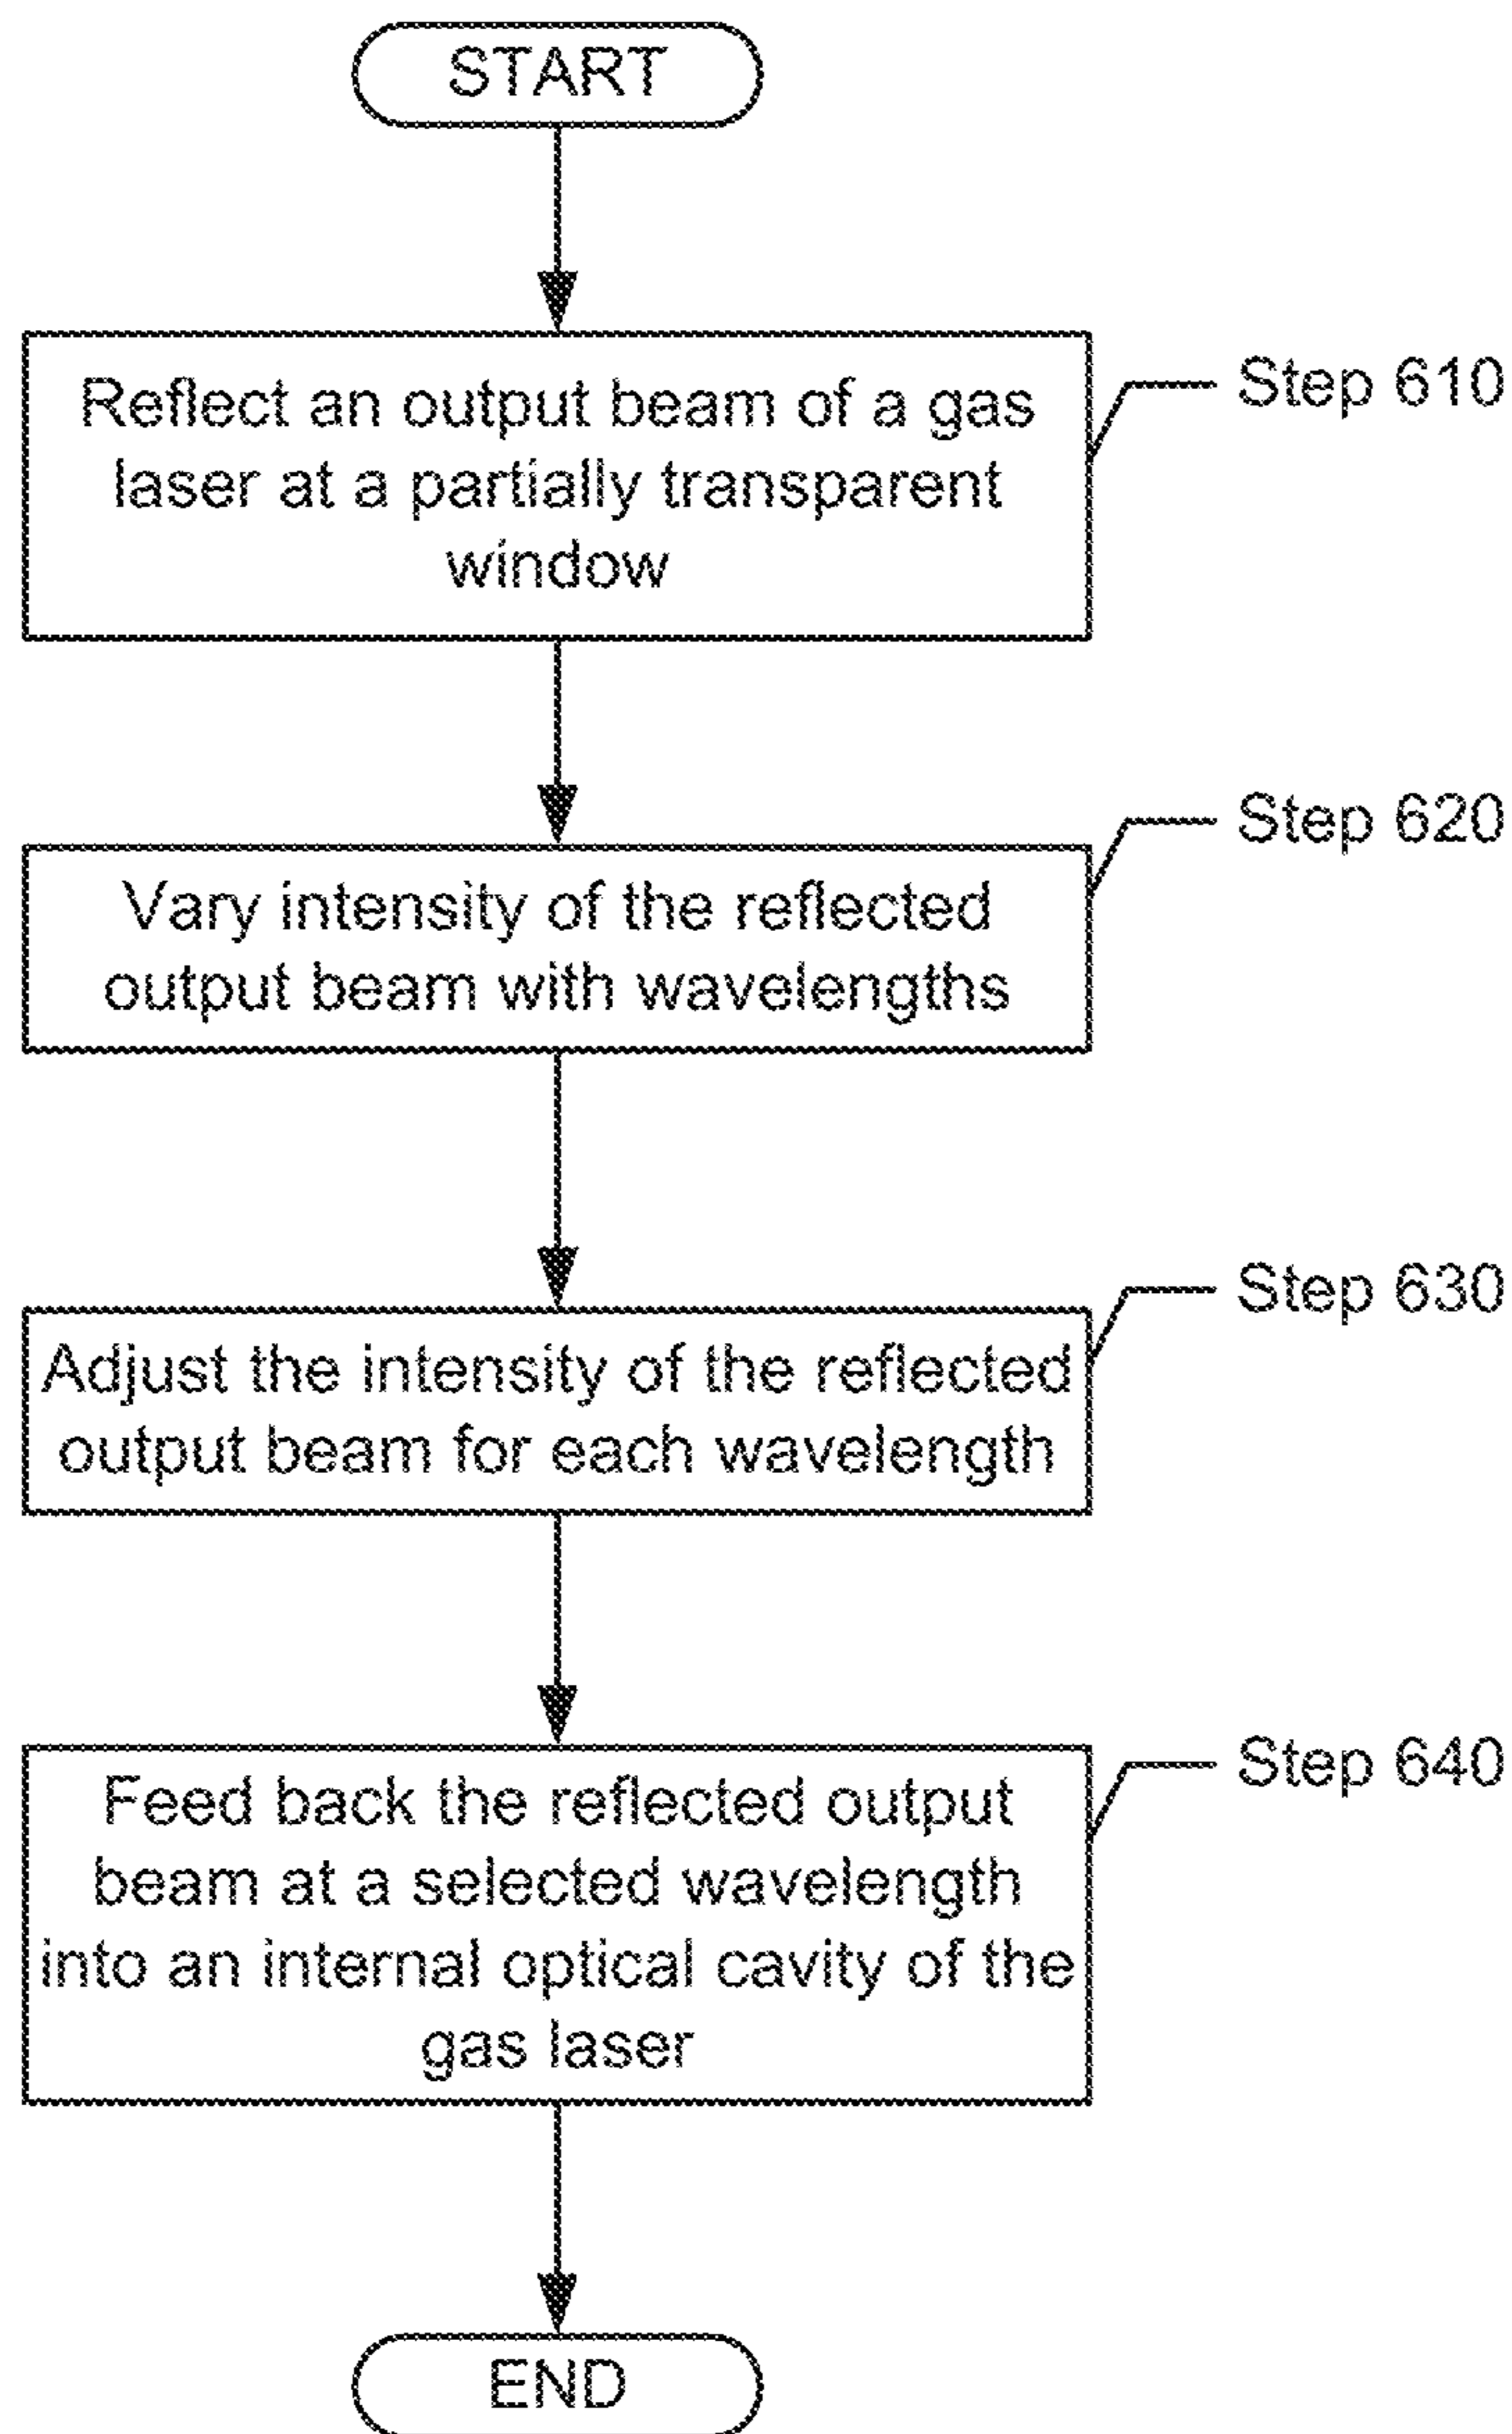 START
Reflect an output beam of a gas
laser at a partially transparent
window
Step 610
Vary intensity of the reflected
output beam with wavelengths
Step 620
Adjust the intensity of the reflected
output beam for each wavelength
Step 630
Feed back the reflected output
beam at a selected wavelength
into an internal optical cavity of the
gas laser
Step 640
END